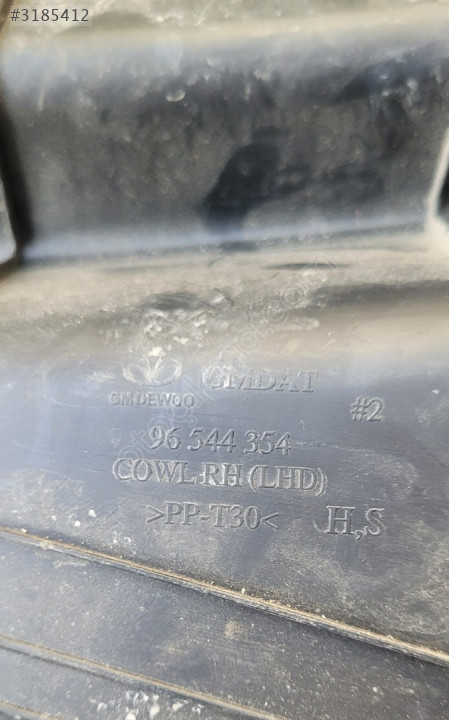 #3185412
GMDAT
GMDEWOO
#2
96 544 354
COWL RH (LHD)
>PP-T30< H,S